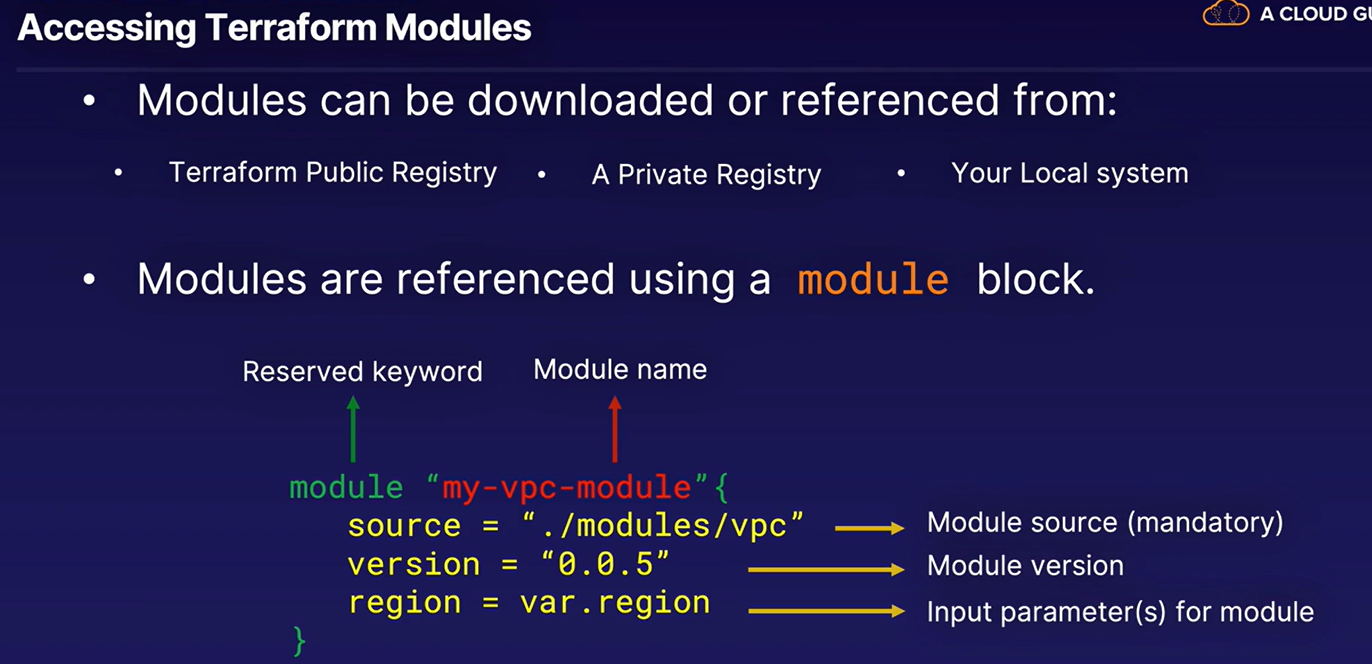 Accessing Terraform Modules
A CLOUD GU
• Modules can be downloaded or referenced from:
• Terraform Public Registry • A Private Registry • Your Local system
• Modules are referenced using a module block.
Reserved keyword Module name
module “my-vpc-module”{
source = “./modules/vpc” Module source (mandatory)
version = “0.0.5” Module version
region = var.region Input parameter(s) for module
}